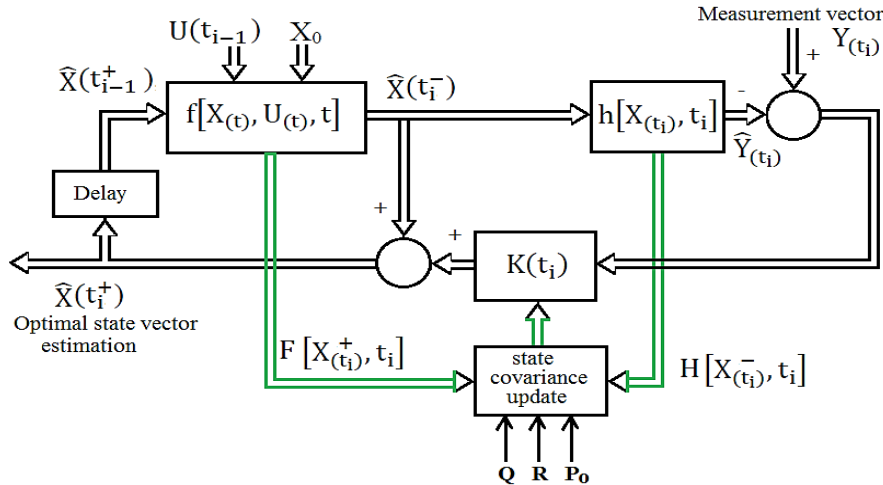 Measurement vector
U(tᵢ₋₁) X₀
+ Y₍ₜᵢ₎
X̂(tᵢ₋₁⁺)
f[X₍ₜ₎, U₍ₜ₎, t]
X̂(tᵢ⁻)
h[X₍ₜᵢ₎, tᵢ]
-
Ŷ₍ₜᵢ₎
Delay
+
+
K(tᵢ)
X̂(tᵢ⁺)
Optimal state vector
estimation
F[X₍ₜᵢ₎⁺, tᵢ]
state
covariance
update
H[X₍ₜᵢ₎⁻, tᵢ]
Q R P₀